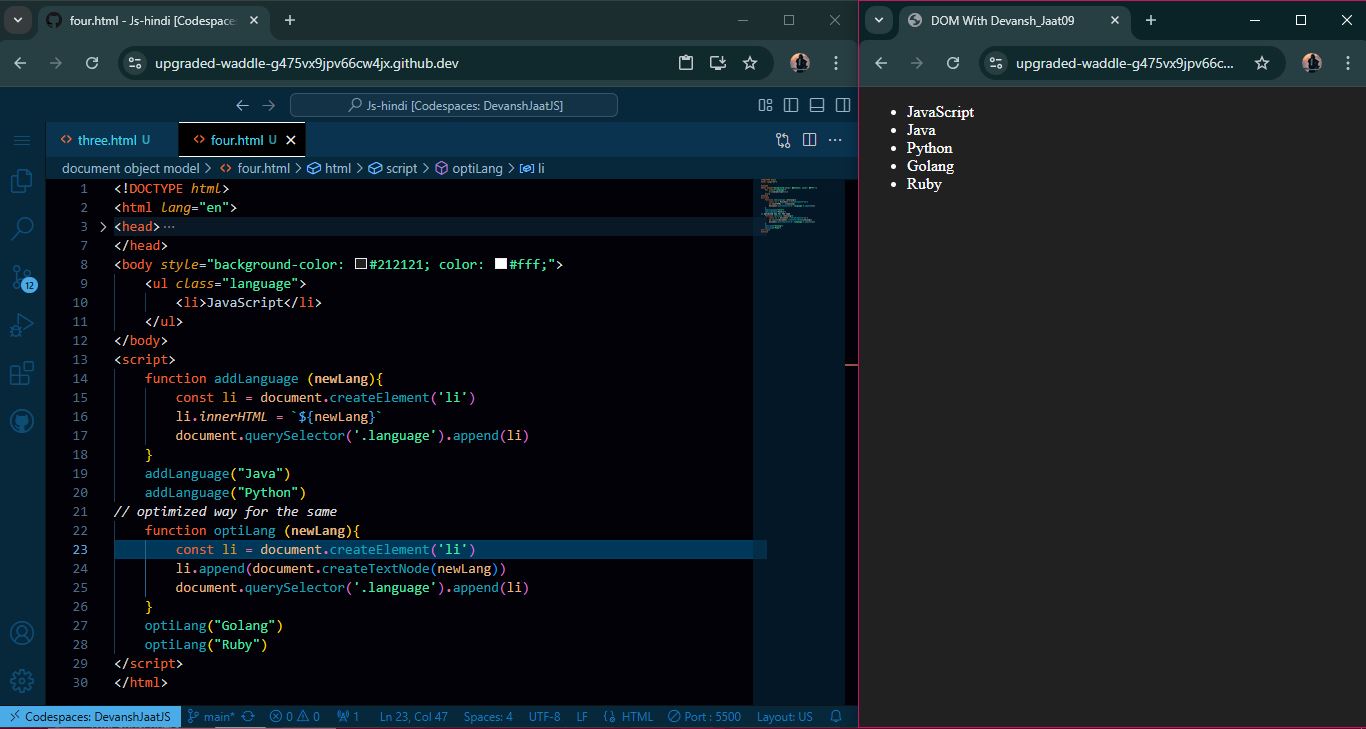 four.html - Js-hindi [Codespaces
upgraded-waddle-g475vx9jpv66cw4jx.github.dev
Js-hindi [Codespaces: DevanshJaatJS]
three.html U
four.html U
document object model > four.html > html > script > optiLang > li
1 <!DOCTYPE html>
2 <html lang="en">
3 <head>…
7 </head>
8 <body style="background-color: #212121; color: #fff;">
9 <ul class="language">
10 <li>JavaScript</li>
11 </ul>
12 </body>
13 <script>
14 function addLanguage (newLang){
15 const li = document.createElement('li')
16 li.innerHTML = `${newLang}`
17 document.querySelector('.language').append(li)
18 }
19 addLanguage("Java")
20 addLanguage("Python")
21 // optimized way for the same
22 function optiLang (newLang){
23 const li = document.createElement('li')
24 li.append(document.createTextNode(newLang))
25 document.querySelector('.language').append(li)
26 }
27 optiLang("Golang")
28 optiLang("Ruby")
29 </script>
30 </html>
12
Codespaces: DevanshJaatJS main* 0 0 1 Ln 23, Col 47 Spaces: 4 UTF-8 LF HTML Port : 5500 Layout: US
DOM With Devansh_Jaat09
upgraded-waddle-g475vx9jpv66c...
JavaScript
Java
Python
Golang
Ruby